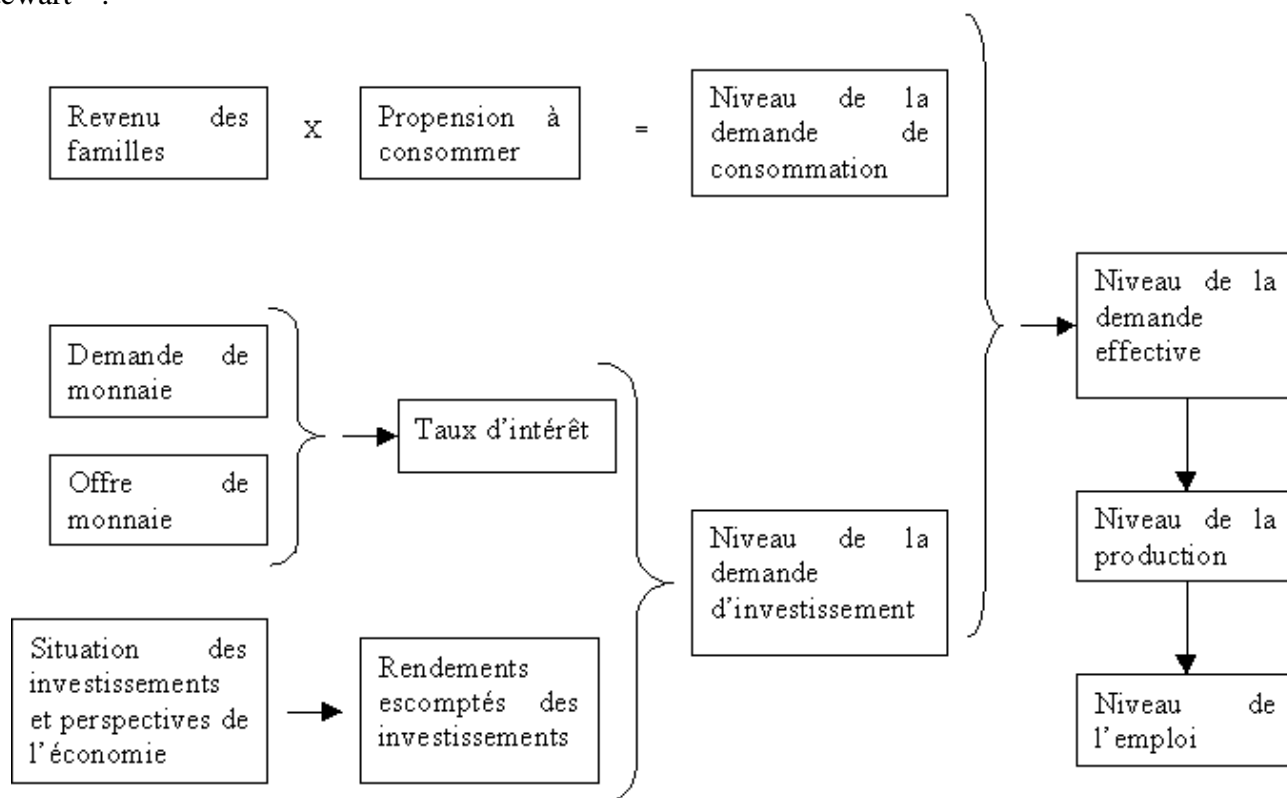 Revenu des
familles
X
Propension à
consommer
=
Niveau de la
demande de
consommation
Demande de
monnaie
Offre de
monnaie
Taux d'intérêt
Situation des
investissements
et perspectives de
l'économie
Rendements
escomptés des
investissements
Niveau de la
demande
d'investissement
Niveau de la
demande
effective
Niveau de la
production
Niveau de
l'emploi